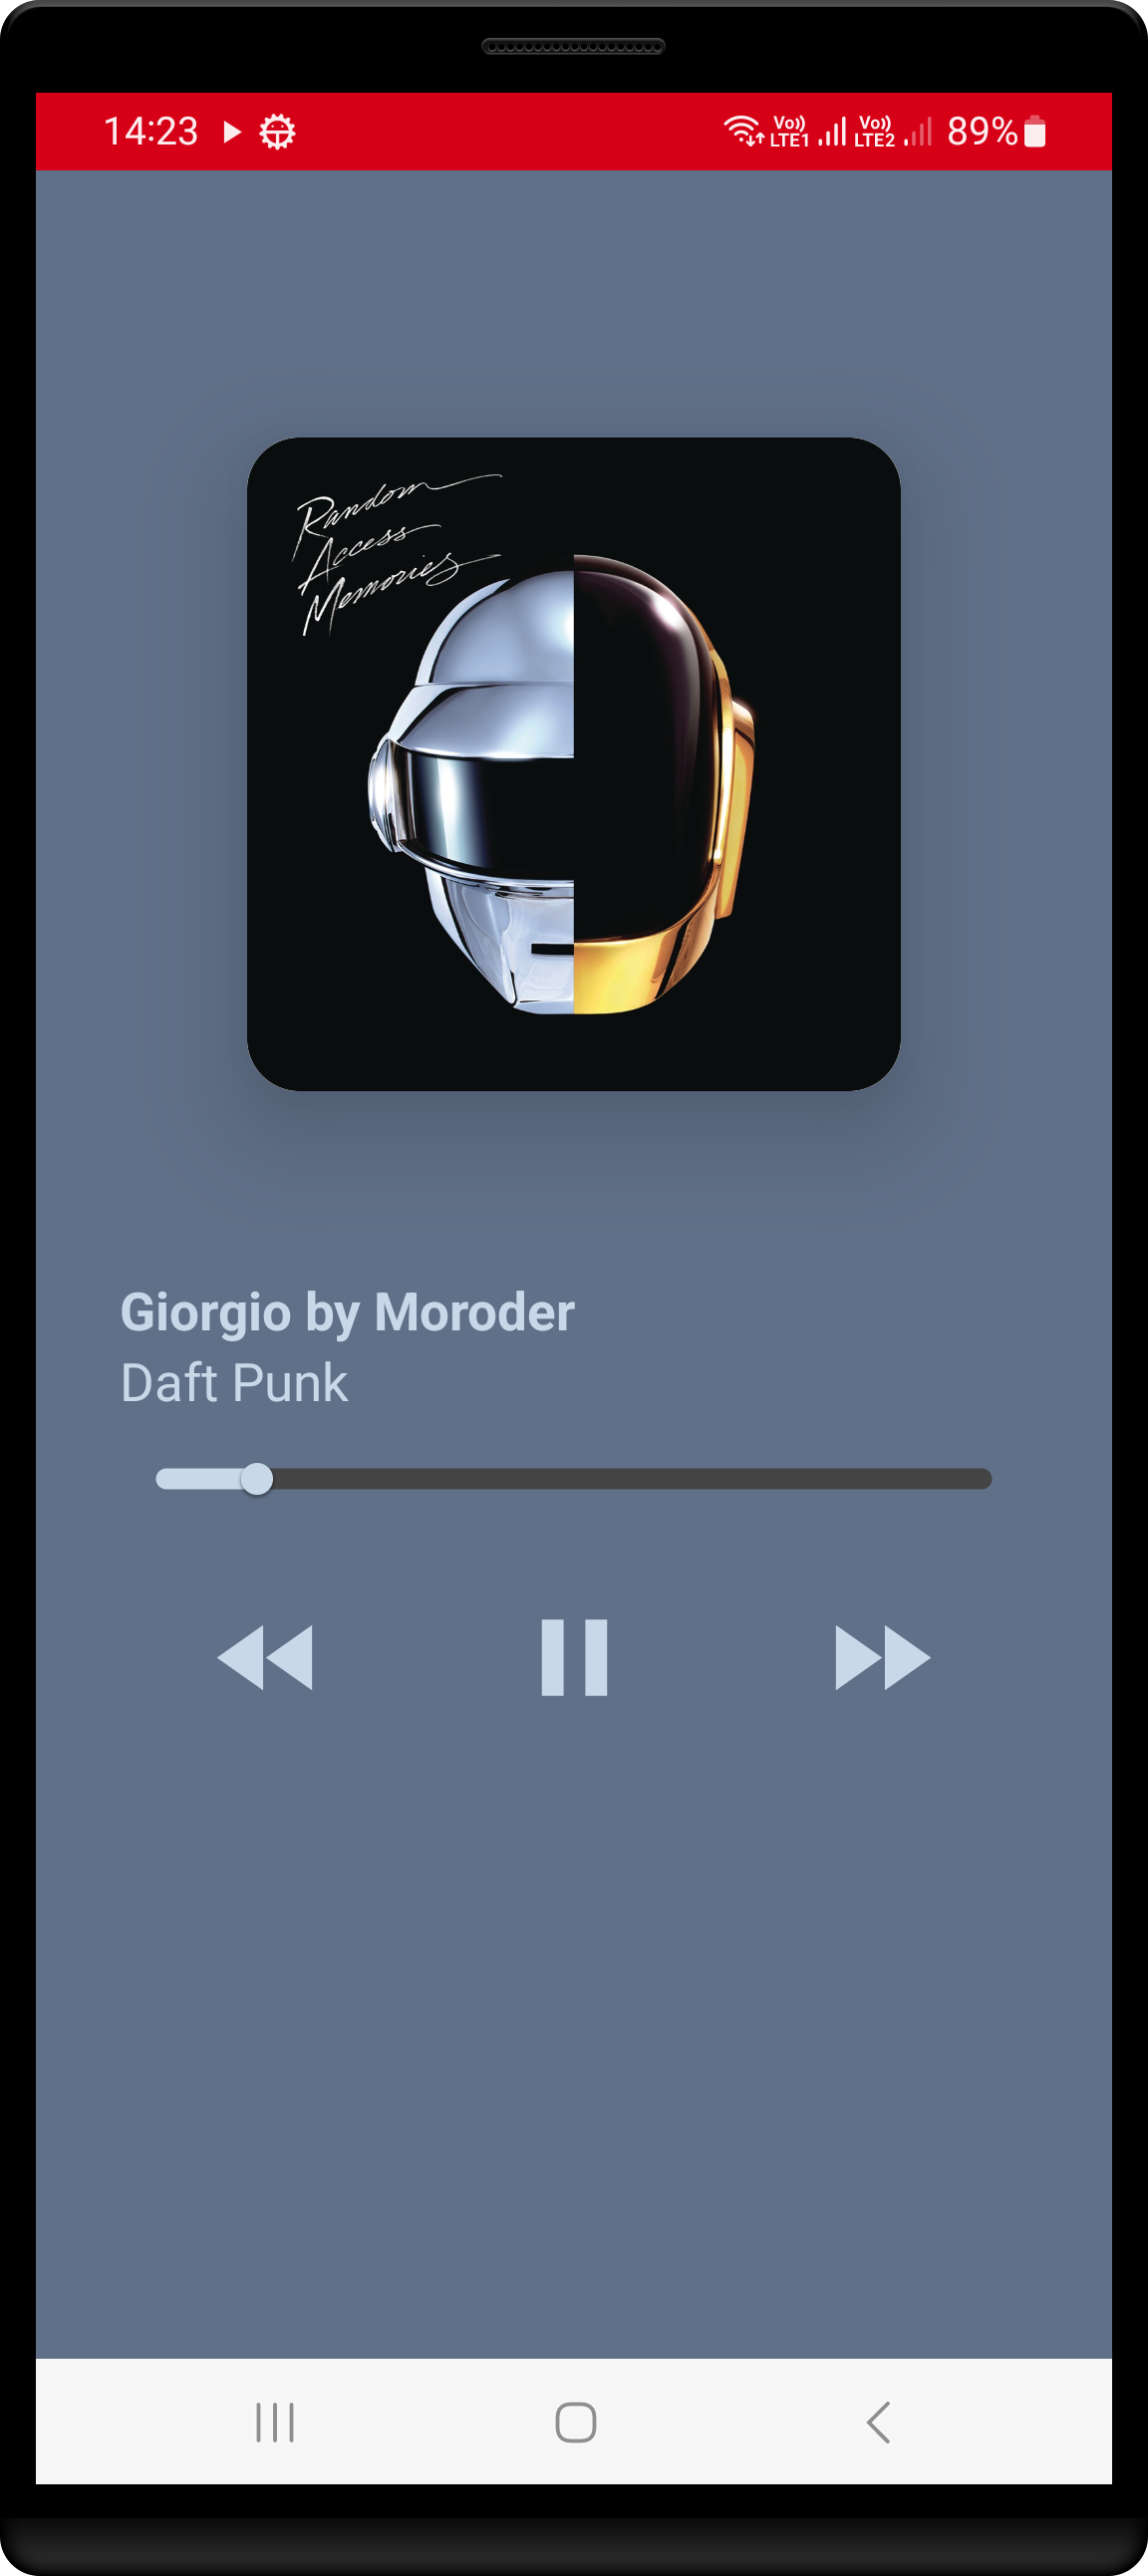 14:23 Vo)) LTE1 Vo)) LTE2 89%
Random
Access
Memories
Giorgio by Moroder
Daft Punk